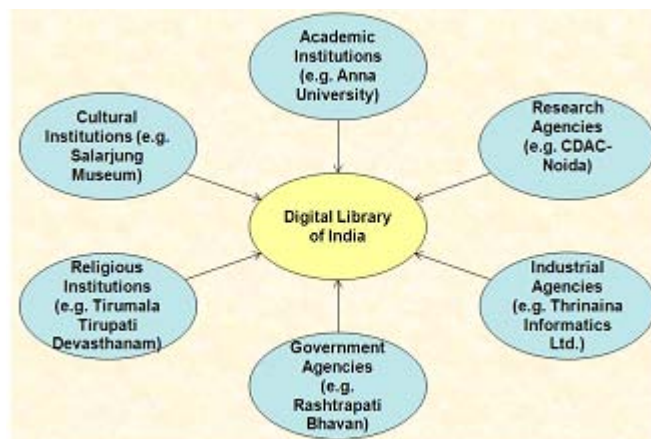 Academic
Institutions
(e.g. Anna
University)
Cultural
Institutions (e.g.
Salarjung
Museum)
Research
Agencies
(e.g. CDAC-
Noida)
Digital Library
of India
Religious
Institutions
(e.g. Tirumala
Tirupati
Devasthanam)
Industrial
Agencies
(e.g. Thrinaina
Informatics
Ltd.)
Government
Agencies
(e.g.
Rashtrapati
Bhavan)